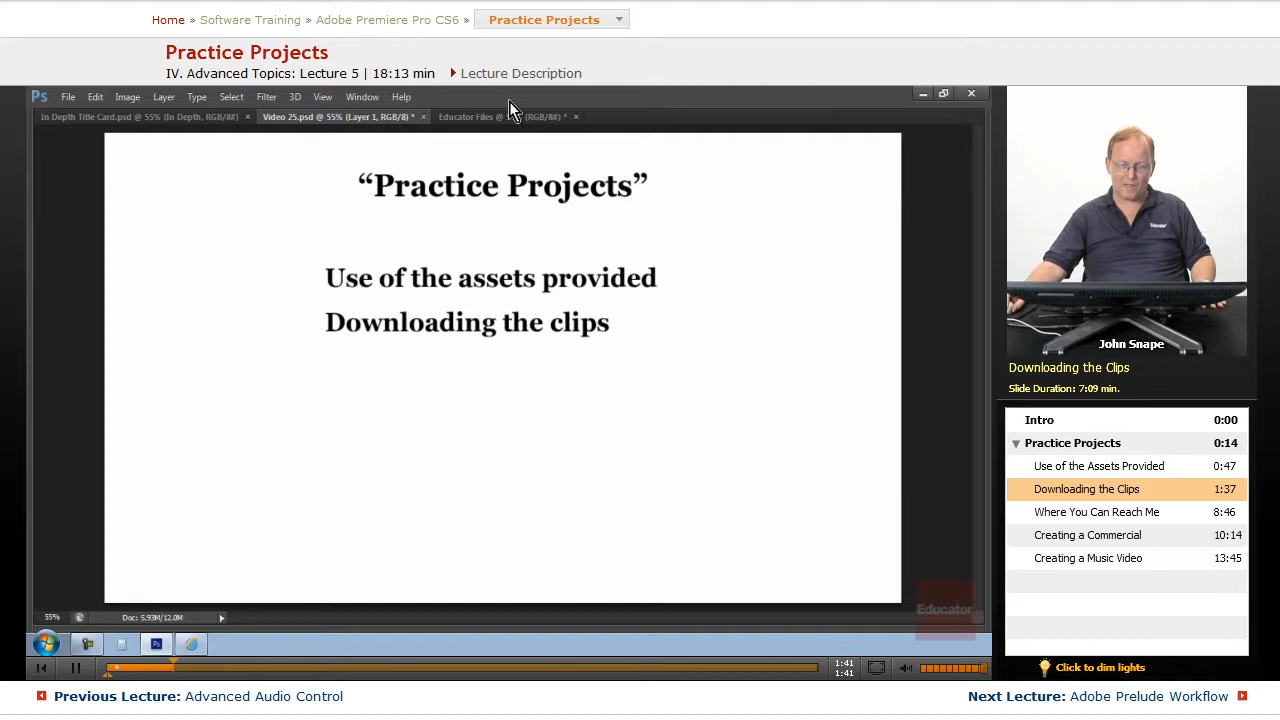 Home » Software Training » Adobe Premiere Pro CS6 » Practice Projects
Practice Projects
IV. Advanced Topics: Lecture 5 | 18:13 min Lecture Description
Ps File Edit Image Layer Type Select Filter 3D View Window Help
In Depth Title Card.psd @ 55% (In Depth, RGB/8#) × Video 25.psd @ 55% (Layer 1, RGB/8) * × Educator Files @ (RGB/8#) * ×
“Practice Projects”
Use of the assets provided
Downloading the clips
Educator
55% Doc: 5.93M/12.0M
Ps
1:41
1:41
Educator
John Snape
Downloading the Clips
Slide Duration: 7:09 min.
Intro 0:00
Practice Projects 0:14
Use of the Assets Provided 0:47
Downloading the Clips 1:37
Where You Can Reach Me 8:46
Creating a Commercial 10:14
Creating a Music Video 13:45
Click to dim lights
Previous Lecture: Advanced Audio Control
Next Lecture: Adobe Prelude Workflow